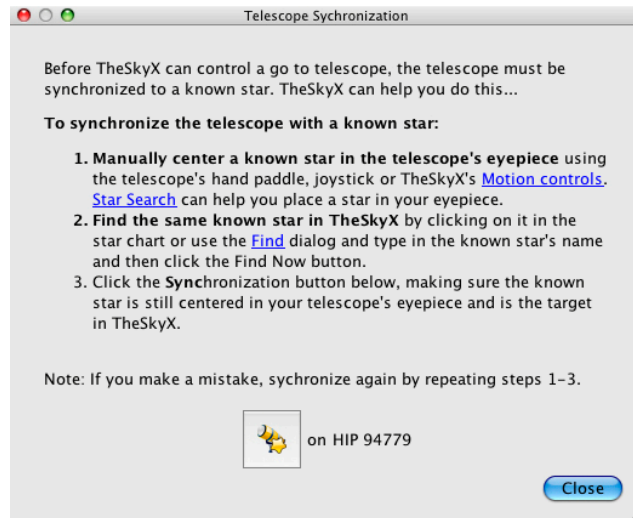 Telescope Sychronization
Before TheSkyX can control a go to telescope, the telescope must be
synchronized to a known star. TheSkyX can help you do this...
To synchronize the telescope with a known star:
1. Manually center a known star in the telescope's eyepiece using
the telescope's hand paddle, joystick or TheSkyX's Motion controls.
Star Search can help you place a star in your eyepiece.
2. Find the same known star in TheSkyX by clicking on it in the
star chart or use the Find dialog and type in the known star's name
and then click the Find Now button.
3. Click the Synchronization button below, making sure the known
star is still centered in your telescope's eyepiece and is the target
in TheSkyX.
Note: If you make a mistake, sychronize again by repeating steps 1-3.
on HIP 94779
Close